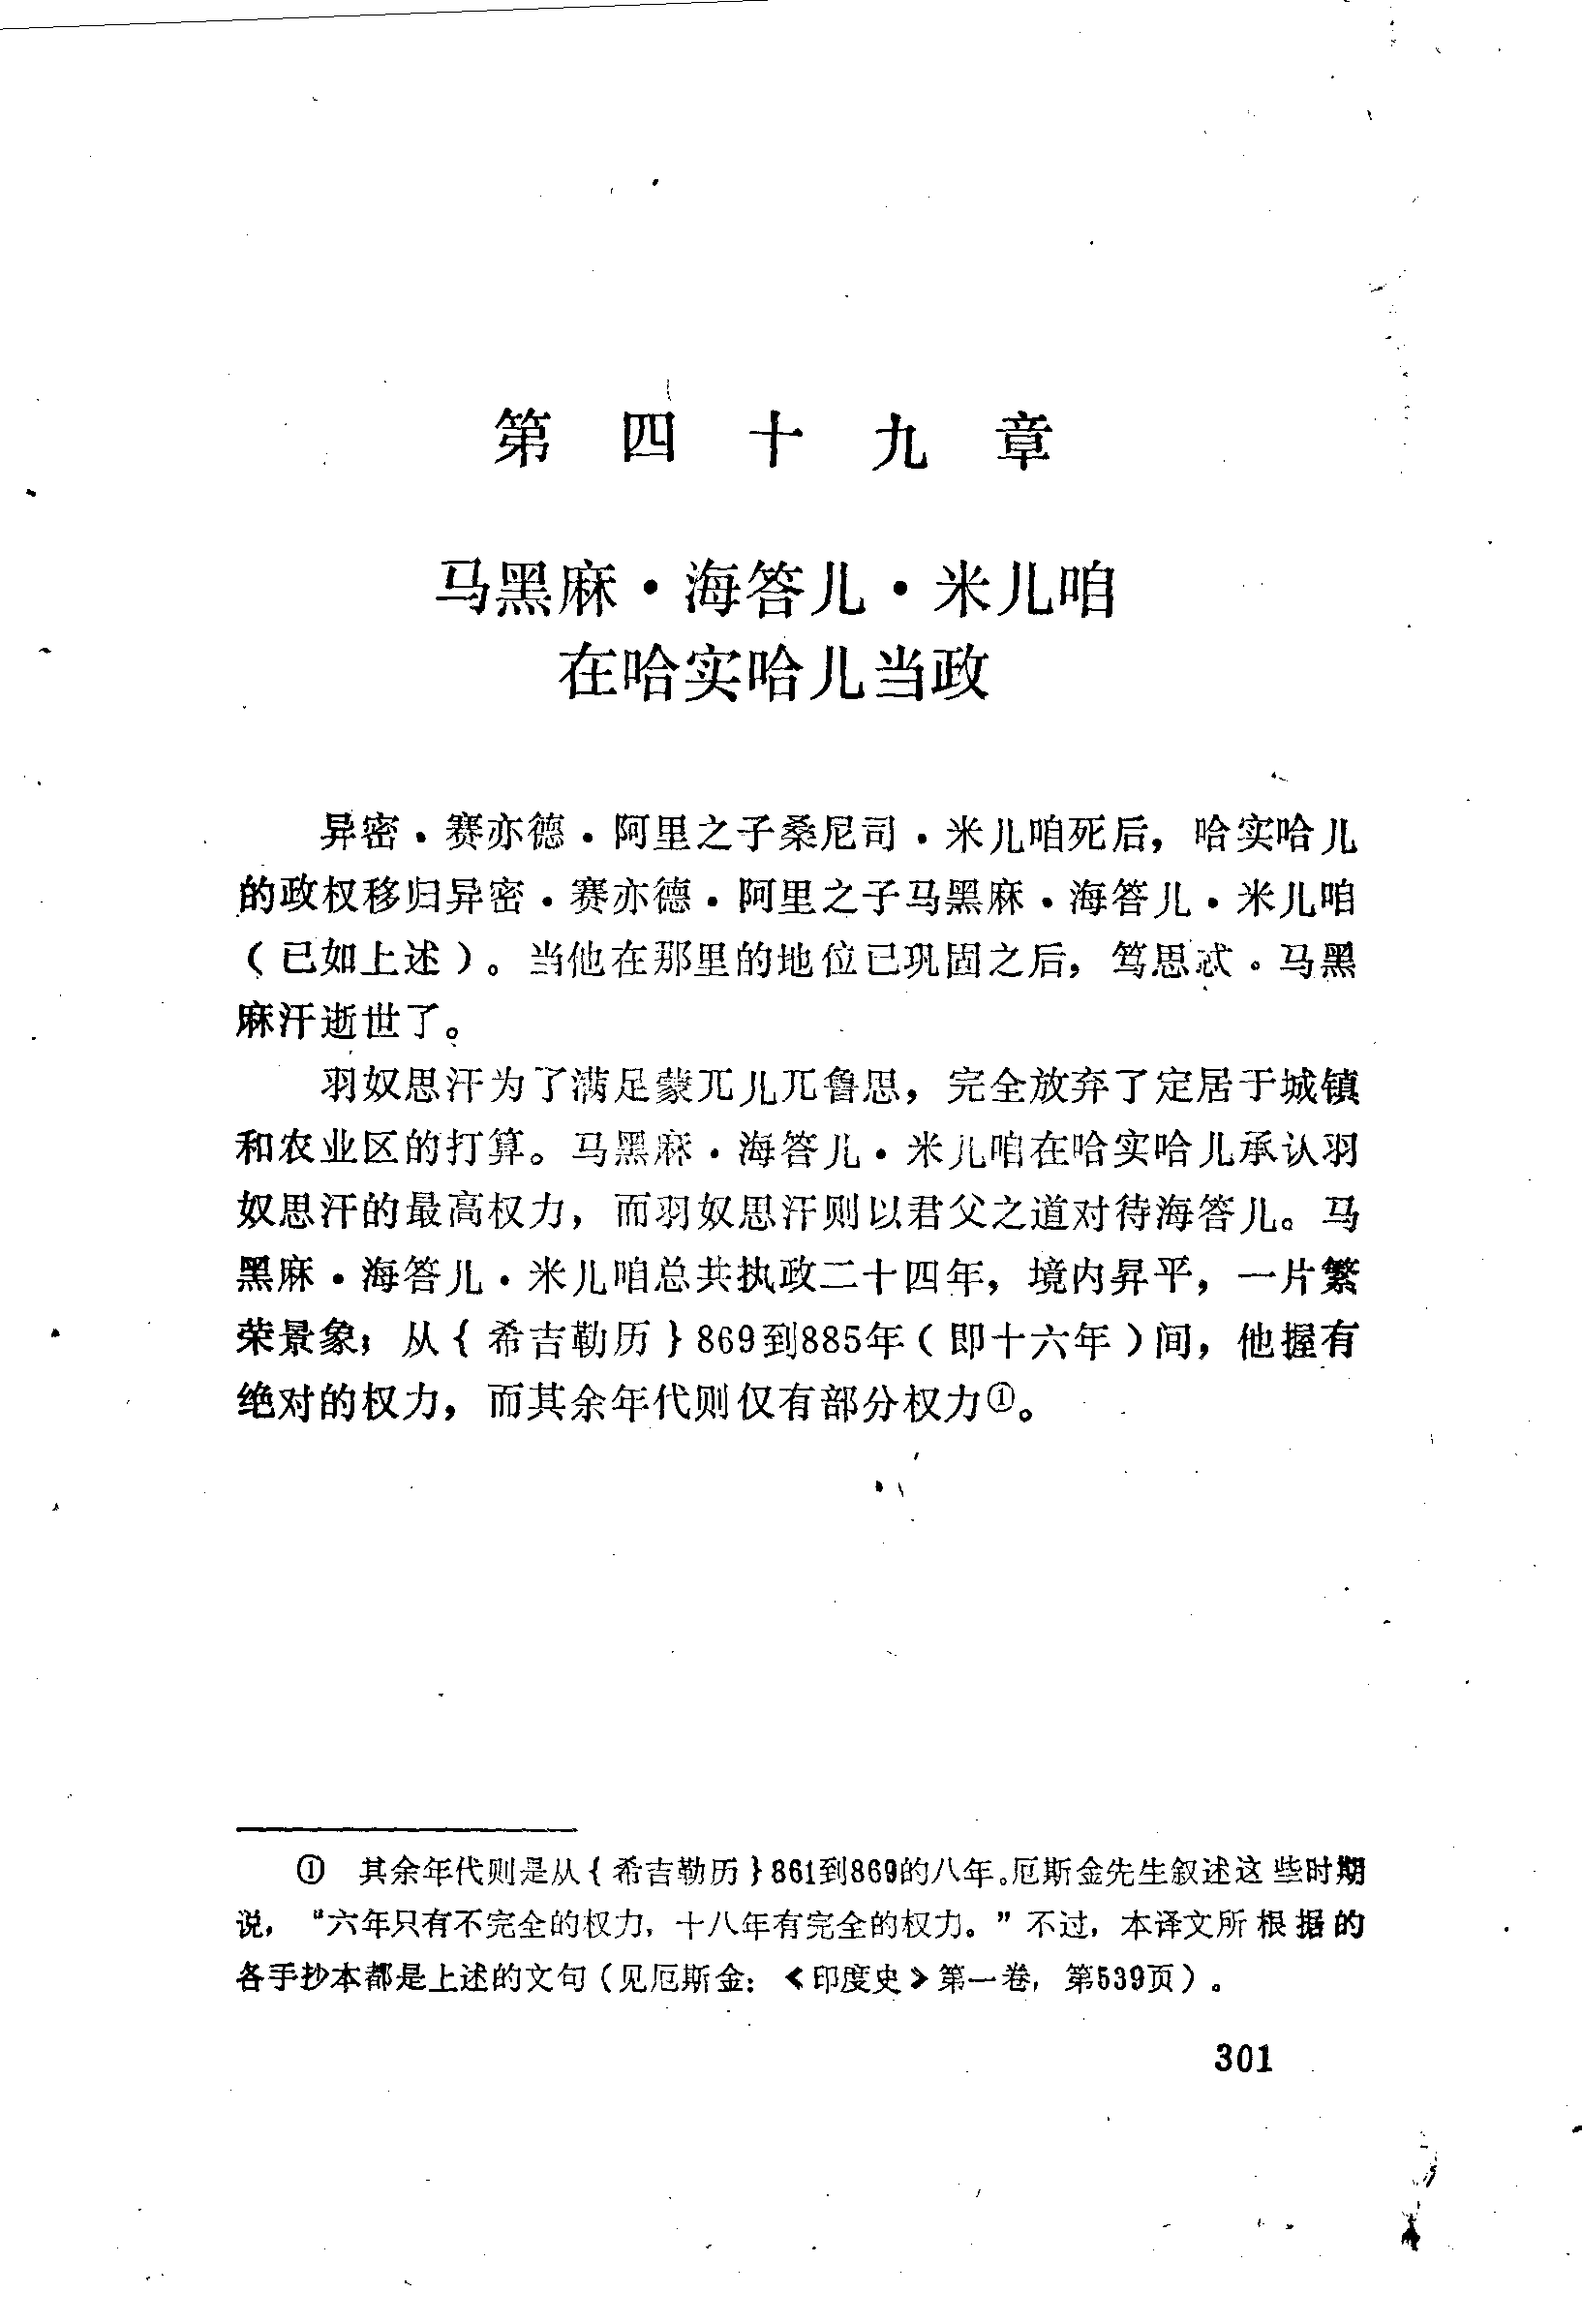 第四十九章
马黑麻·海答儿·米儿咱
在哈实哈儿当政
异密·赛亦德·阿里之子桑尼司·米儿咱死后，哈实哈儿
的政权移归异密·赛亦德·阿里之子马黑麻·海答儿·米儿咱
（已如上述）。当他在那里的地位已巩固之后，笃思忒·马黑
麻汗逝世了。
羽奴思汗为了满足蒙兀儿兀鲁思，完全放弃了定居于城镇
和农业区的打算。马黑麻·海答儿·米儿咱在哈实哈儿承认羽
奴思汗的最高权力，而羽奴思汗则以君父之道对待海答儿。马
黑麻·海答儿·米儿咱总共执政二十四年，境内昇平，一片繁
荣景象；从｛希吉勒历｝869到885年（即十六年）间，他握有
绝对的权力，而其余年代则仅有部分权力①。
① 其余年代则是从｛希吉勒历｝861到869的八年。厄斯金先生叙述这些时期
说，“六年只有不完全的权力，十八年有完全的权力。”不过，本译文所根据的
各手抄本都是上述的文句（见厄斯金：《印度史》第一卷，第539页）。
301